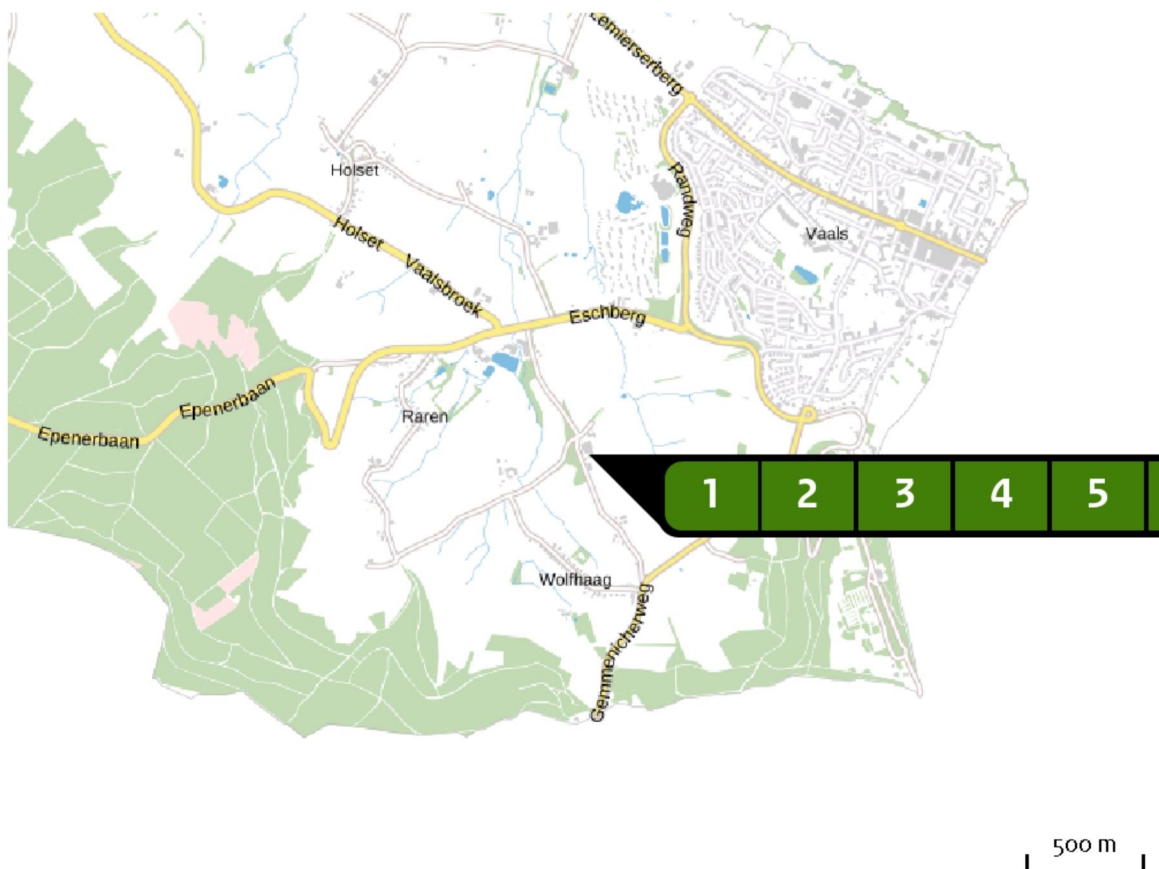 Lemierserberg
Holset
Randweg
Vaals
Holset
Vaalsbroek
Eschberg
Epenerbaan
Raren
Epenerbaan
1 2 3 4 5
Wolfhaag
Gemmenicherweg
500 m